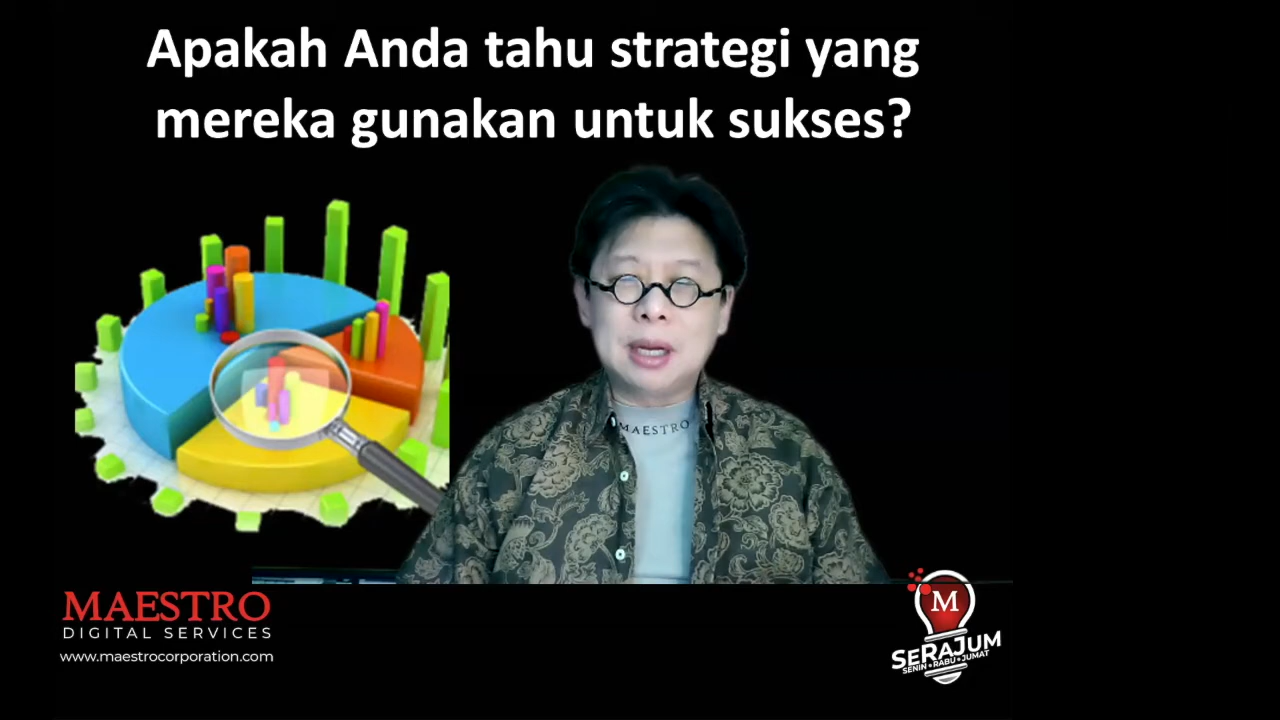 Apakah Anda tahu strategi yang
mereka gunakan untuk sukses?
MAESTRO
MAESTRO
DIGITAL SERVICES
www.maestrocorporation.com
M
SERAJUM
SENIN • RABU • JUMAT